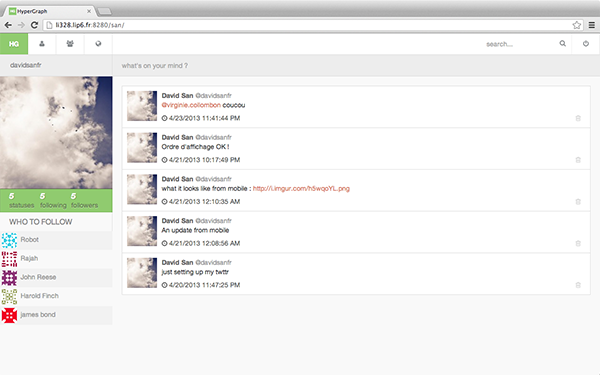 HyperGraph
li328.lip6.fr:8280/san/
HG
search...
davidsanfr
what's on your mind ?
David San @davidsanfr
@virginie.collombon coucou
4/23/2013 11:41:44 PM
David San @davidsanfr
Ordre d'affichage OK!
4/21/2013 10:17:49 PM
David San @davidsanfr
what it looks like from mobile : http://i.imgur.com/h5wqoYL.png
4/21/2013 12:10:35 AM
David San @davidsanfr
An update from mobile
4/21/2013 12:08:56 AM
David San @davidsanfr
just setting up my twttr
4/20/2013 11:47:25 PM
5 5 5
statuses following followers
WHO TO FOLLOW
Robot
Rajah
John Reese
Harold Finch
james bond